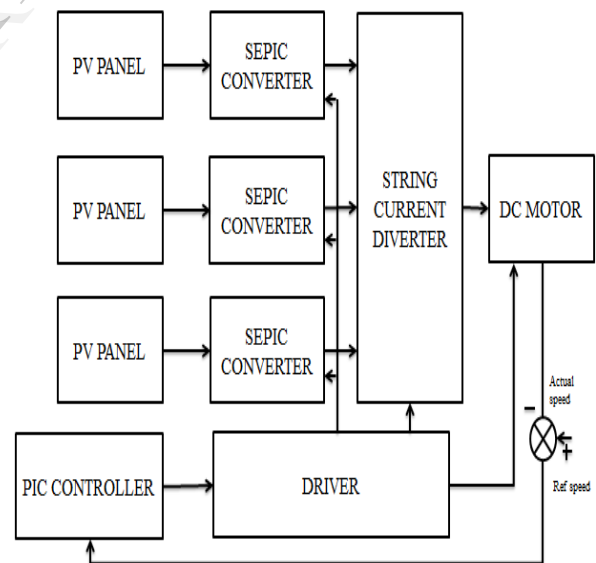 PV PANEL
SEPIC
CONVERTER
PV PANEL
SEPIC
CONVERTER
STRING
CURRENT
DIVERTER
DC MOTOR
PV PANEL
SEPIC
CONVERTER
Actual
speed
−
+
Ref speed
PIC CONTROLLER
DRIVER